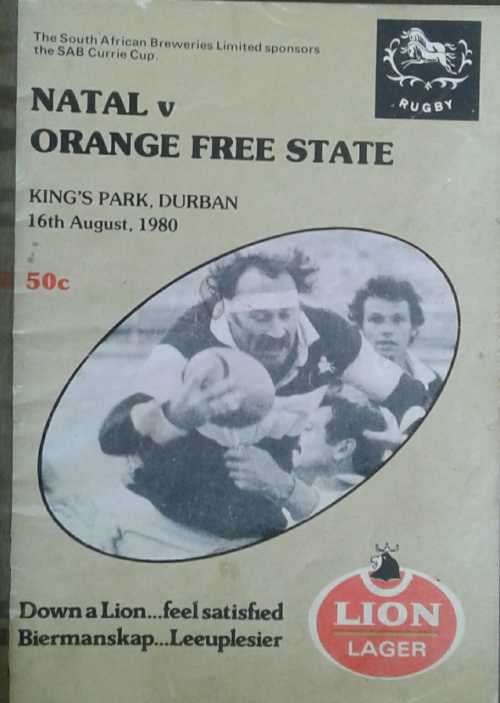 The South African Breweries Limited sponsors
the SAB Currie Cup.
RUGBY
NATAL v
ORANGE FREE STATE
KING'S PARK, DURBAN
16th August, 1980
50c
Down a Lion...feel satisfied
Biermanskap...Leeuplesier
LION
LAGER